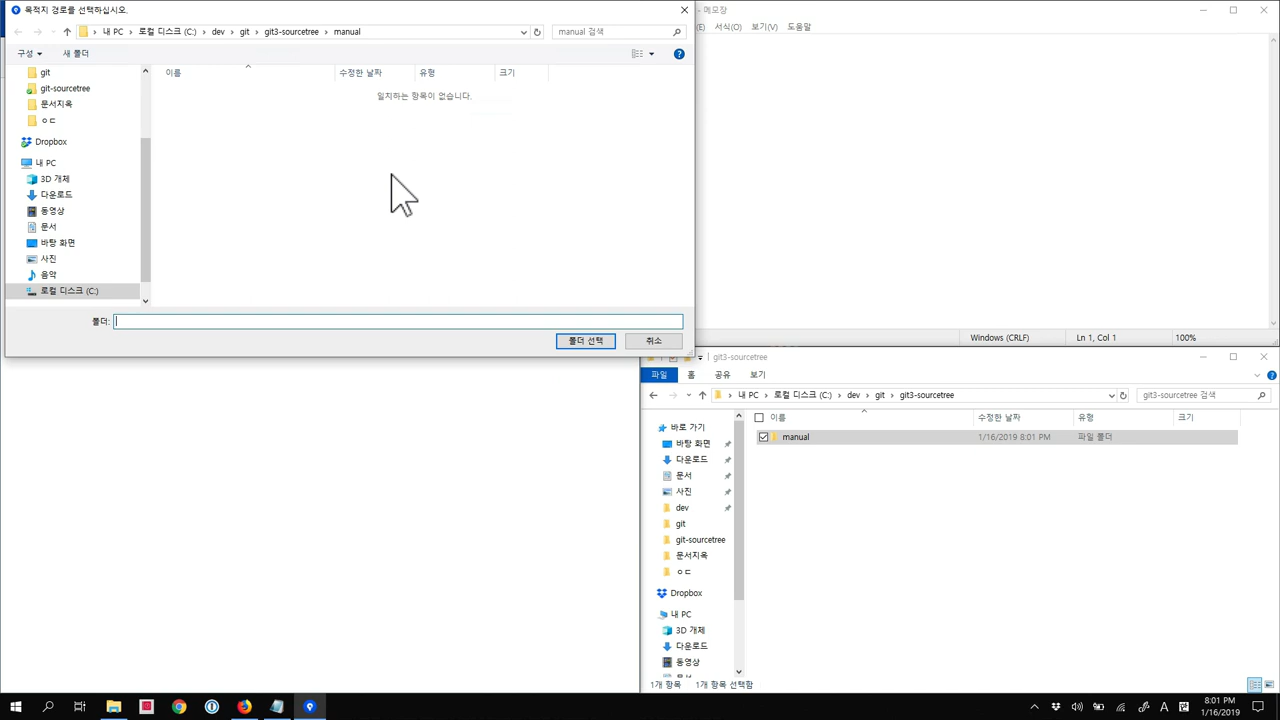 목적지 경로를 선택하십시오.
내 PC
로컬 디스크 (C:)
dev
git
git3-sourcetree
manual
manual 검색
구성
새 폴더
이름
수정한 날짜
유형
크기
일치하는 항목이 없습니다.
git
git-sourcetree
문서지옥
ㅇㄷ
Dropbox
내 PC
3D 개체
다운로드
동영상
문서
바탕 화면
사진
음악
로컬 디스크 (C:)
폴더:
폴더 선택
취소
- 메모장
(E) 서식(O) 보기(V) 도움말
Windows (CRLF)
Ln 1, Col 1
100%
git3-sourcetree
파일
홈
공유
보기
내 PC
로컬 디스크 (C:)
dev
git
git3-sourcetree
git3-sourcetree 검색
이름
수정한 날짜
유형
크기
manual
1/16/2019 8:01 PM
파일 폴더
바로 가기
바탕 화면
다운로드
문서
사진
dev
git
git-sourcetree
문서지옥
ㅇㄷ
Dropbox
내 PC
3D 개체
다운로드
동영상
1개 항목
1개 항목 선택함
A
8:01 PM
1/16/2019